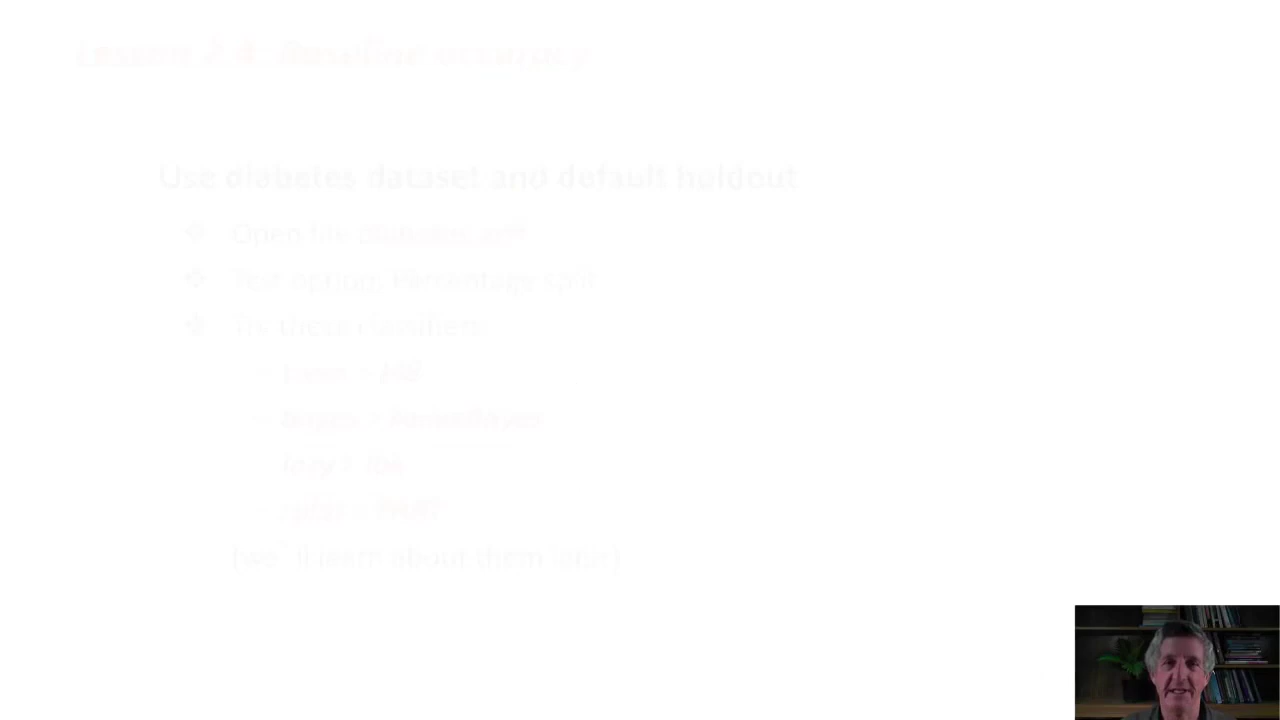 Lesson 2.4: Baseline accuracy
Use diabetes dataset and default holdout
Open file diabetes.arff
Test option: Percentage split
Try these classifiers:
– trees > J48
– bayes > NaiveBayes
– lazy > IBk
– rules > PART
(we'll learn about them later)